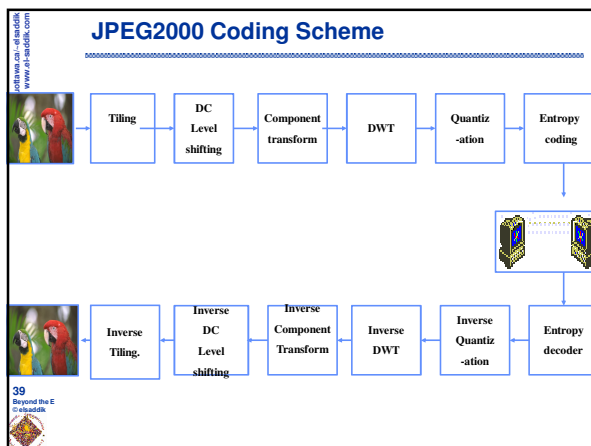 uottawa.ca/~elsaddik
www.el-saddik.com
JPEG2000 Coding Scheme
Tiling
DC
Level
shifting
Component
transform
DWT
Quantiz
-ation
Entropy
coding
Inverse
Tiling.
Inverse
DC
Level
shifting
Inverse
Component
Transform
Inverse
DWT
Inverse
Quantiz
-ation
Entropy
decoder
39
Beyond the E
© elsaddik